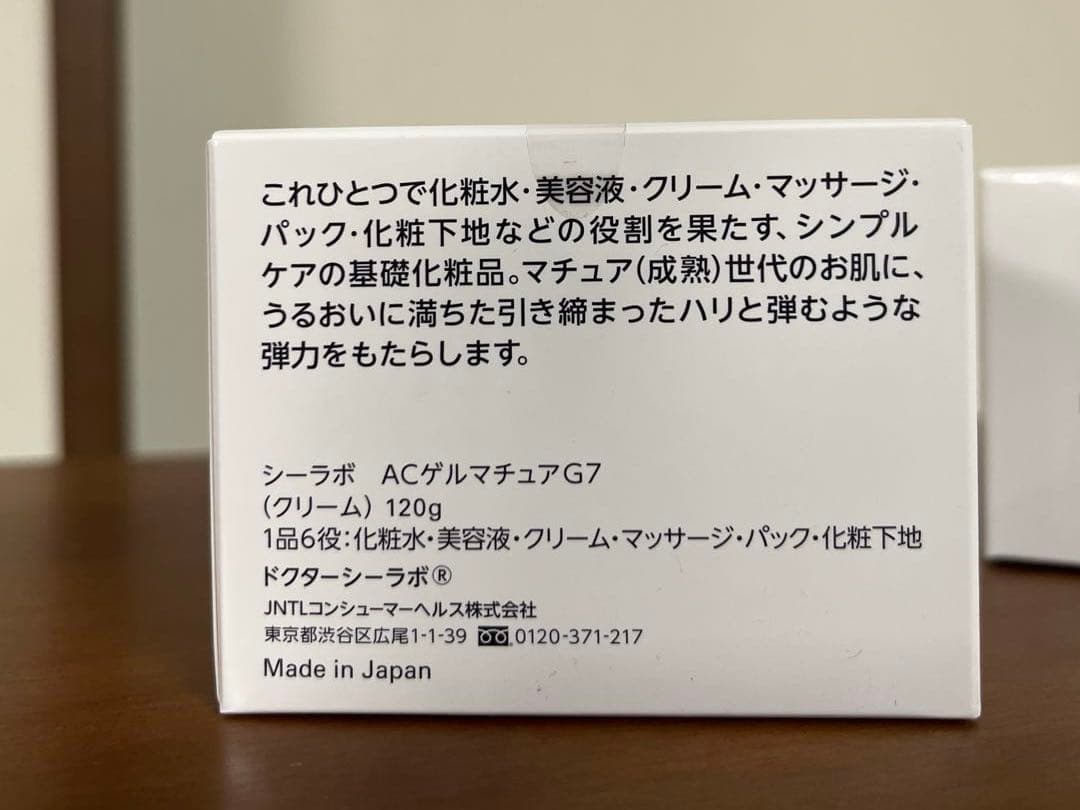 これひとつで化粧水・美容液・クリーム・マッサージ・
パック・化粧下地などの役割を果たす、シンプル
ケアの基礎化粧品。マチュア(成熟)世代のお肌に、
うるおいに満ちた引き締まったハリと弾むような
弾力をもたらします。
シーラボ　ACゲルマチュアG7
(クリーム) 120g
1品6役:化粧水・美容液・クリーム・マッサージ・パック・化粧下地
ドクターシーラボ®
JNTLコンシューマーヘルス株式会社
東京都渋谷区広尾1-1-39 0120-371-217
Made in Japan